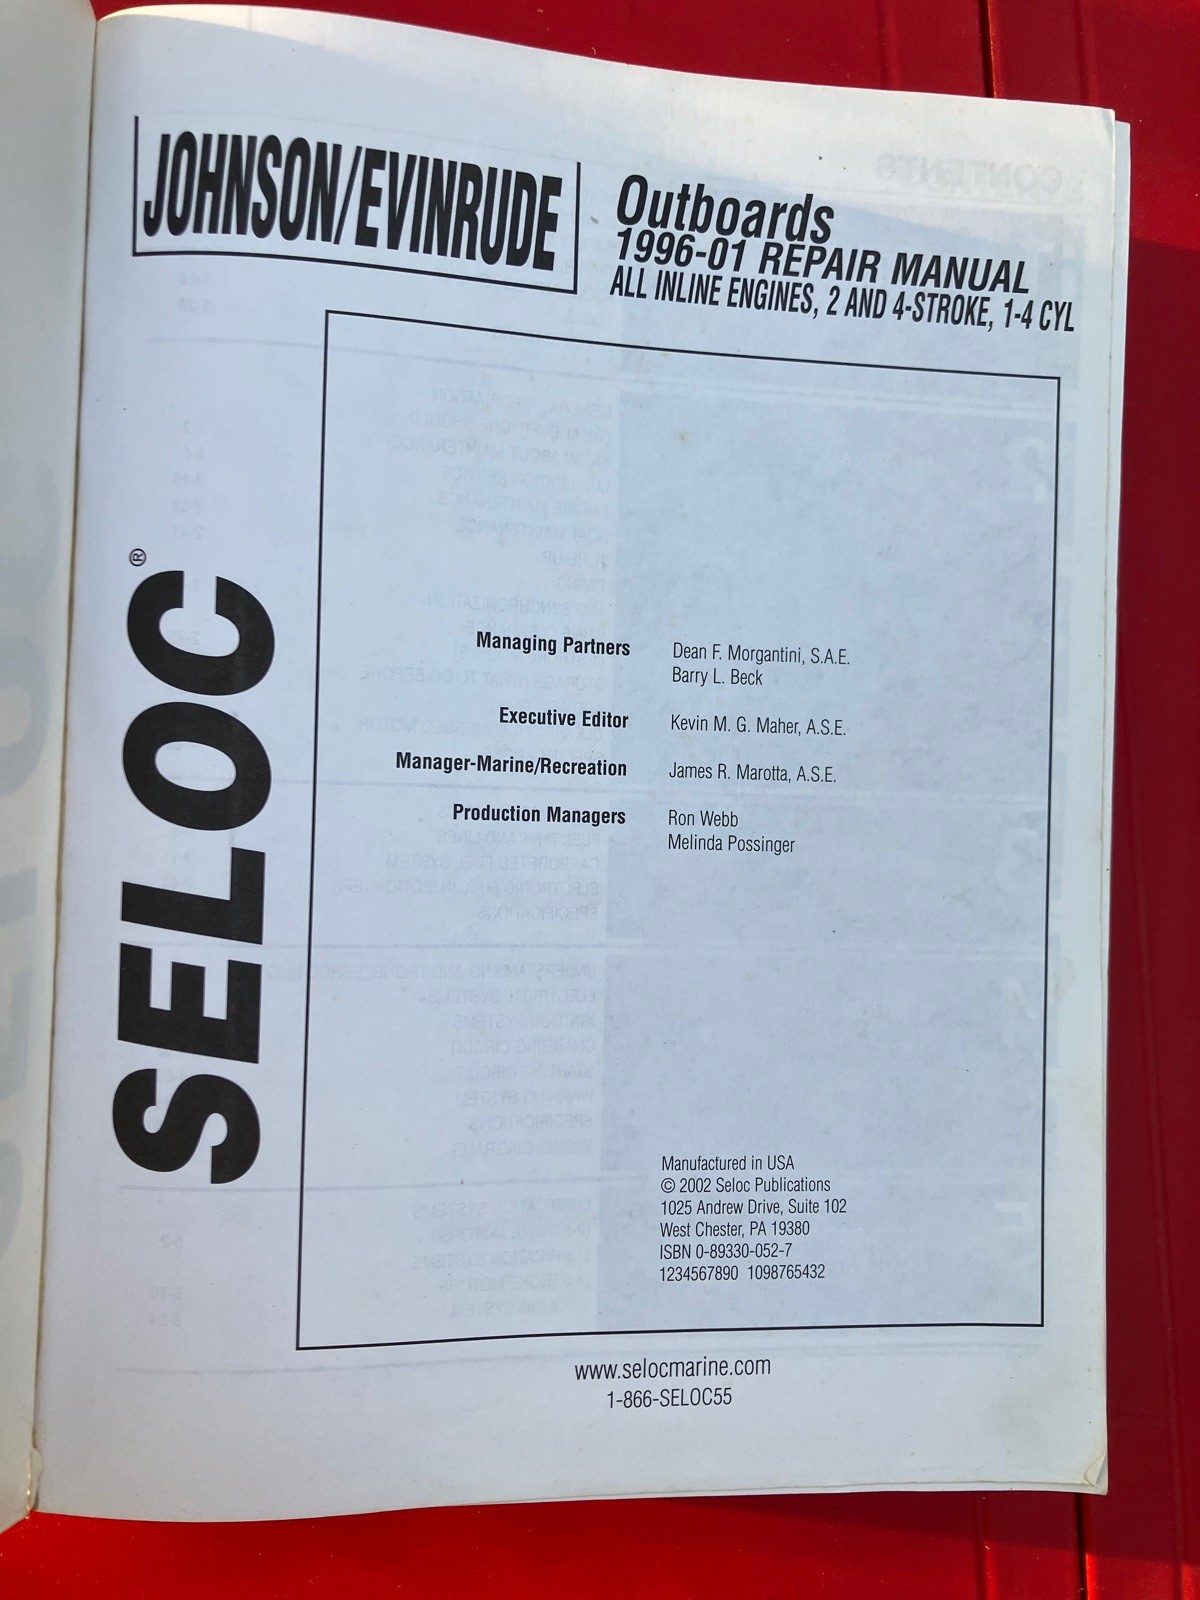 JOHNSON/EVINRUDE
Outboards
1996-01 REPAIR MANUAL
ALL INLINE ENGINES, 2 AND 4-STROKE, 1-4 CYL
SELOC®
Managing Partners Dean F. Morgantini, S.A.E.
Barry L. Beck
Executive Editor Kevin M. G. Maher, A.S.E.
Manager-Marine/Recreation James R. Marotta, A.S.E.
Production Managers Ron Webb
Melinda Possinger
Manufactured in USA
© 2002 Seloc Publications
1025 Andrew Drive, Suite 102
West Chester, PA 19380
ISBN 0-89330-052-7
1234567890 1098765432
www.selocmarine.com
1-866-SELOC55